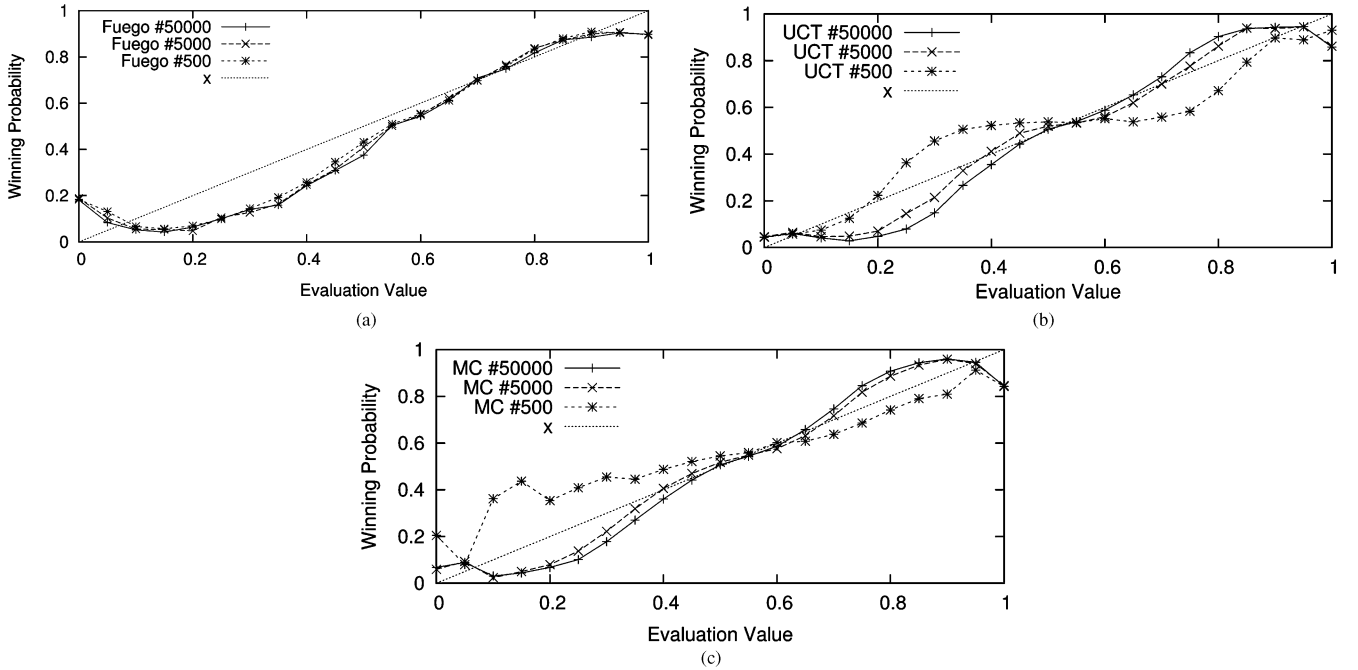 Fuego #50000
Fuego #5000
Fuego #500
x
1
0.8
0.6
0.4
0.2
0
Winning Probability
0 0.2 0.4 0.6 0.8 1
Evaluation Value
(a)
UCT #50000
UCT #5000
UCT #500
x
1
0.8
0.6
0.4
0.2
0
Winning Probability
0 0.2 0.4 0.6 0.8 1
Evaluation Value
(b)
MC #50000
MC #5000
MC #500
x
1
0.8
0.6
0.4
0.2
0
Winning Probability
0 0.2 0.4 0.6 0.8 1
Evaluation Value
(c)